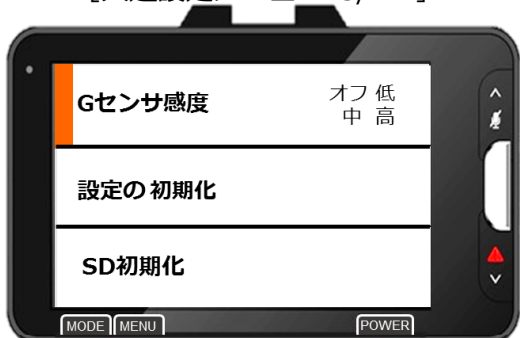 Gセンサ感度
オフ 低
中 高
設定の 初期化
SD初期化
MODE MENU POWER